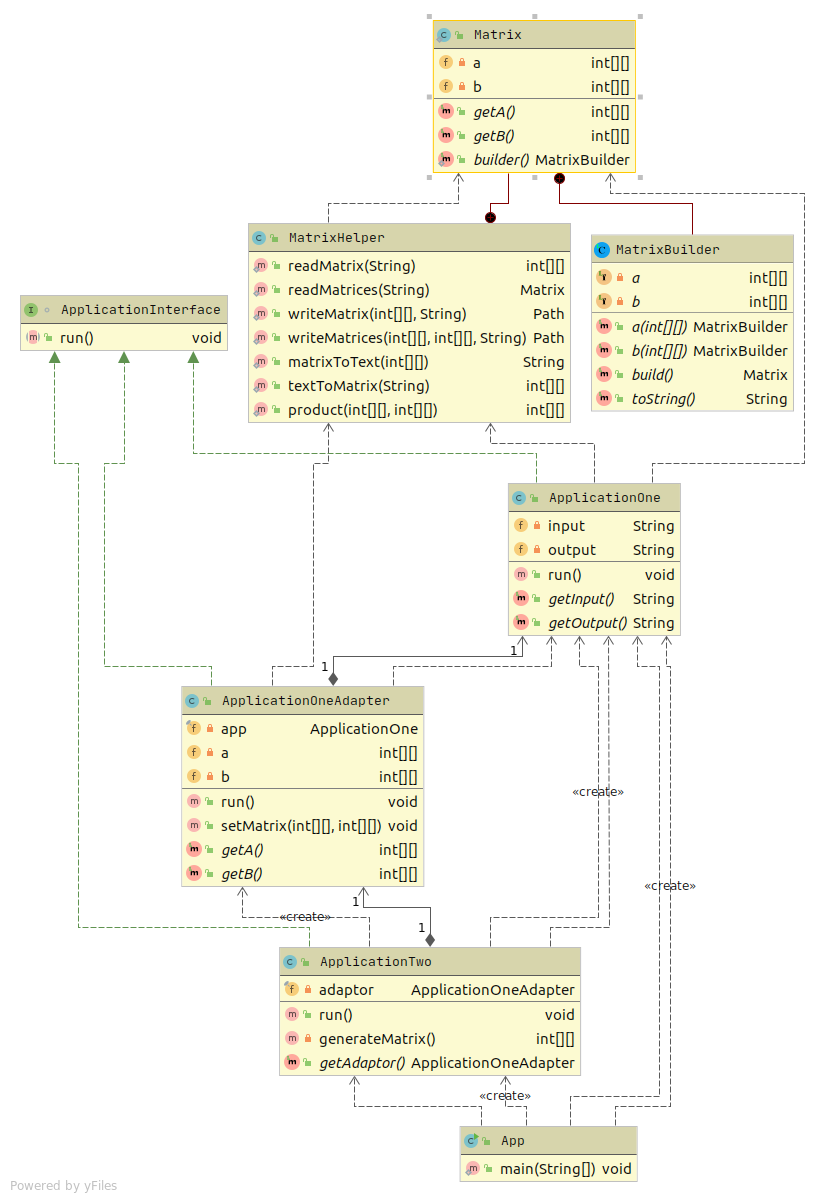 Matrix
a int[][]
b int[][]
getA() int[][]
getB() int[][]
builder() MatrixBuilder
MatrixHelper
readMatrix(String) int[][]
readMatrices(String) Matrix
writeMatrix(int[][], String) Path
writeMatrices(int[][], int[][], String) Path
matrixToText(int[][]) String
textToMatrix(String) int[][]
product(int[][], int[][]) int[][]
MatrixBuilder
a int[][]
b int[][]
a(int[][]) MatrixBuilder
b(int[][]) MatrixBuilder
build() Matrix
toString() String
ApplicationInterface
run() void
ApplicationOne
input String
output String
run() void
getInput() String
getOutput() String
1
1
ApplicationOneAdapter
app ApplicationOne
a int[][]
b int[][]
run() void
setMatrix(int[][], int[][]) void
getA() int[][]
getB() int[][]
«create»
«create»
1
«create»
1
ApplicationTwo
adaptor ApplicationOneAdapter
run() void
generateMatrix() int[][]
getAdaptor() ApplicationOneAdapter
«create»
App
main(String[]) void
Powered by yFiles